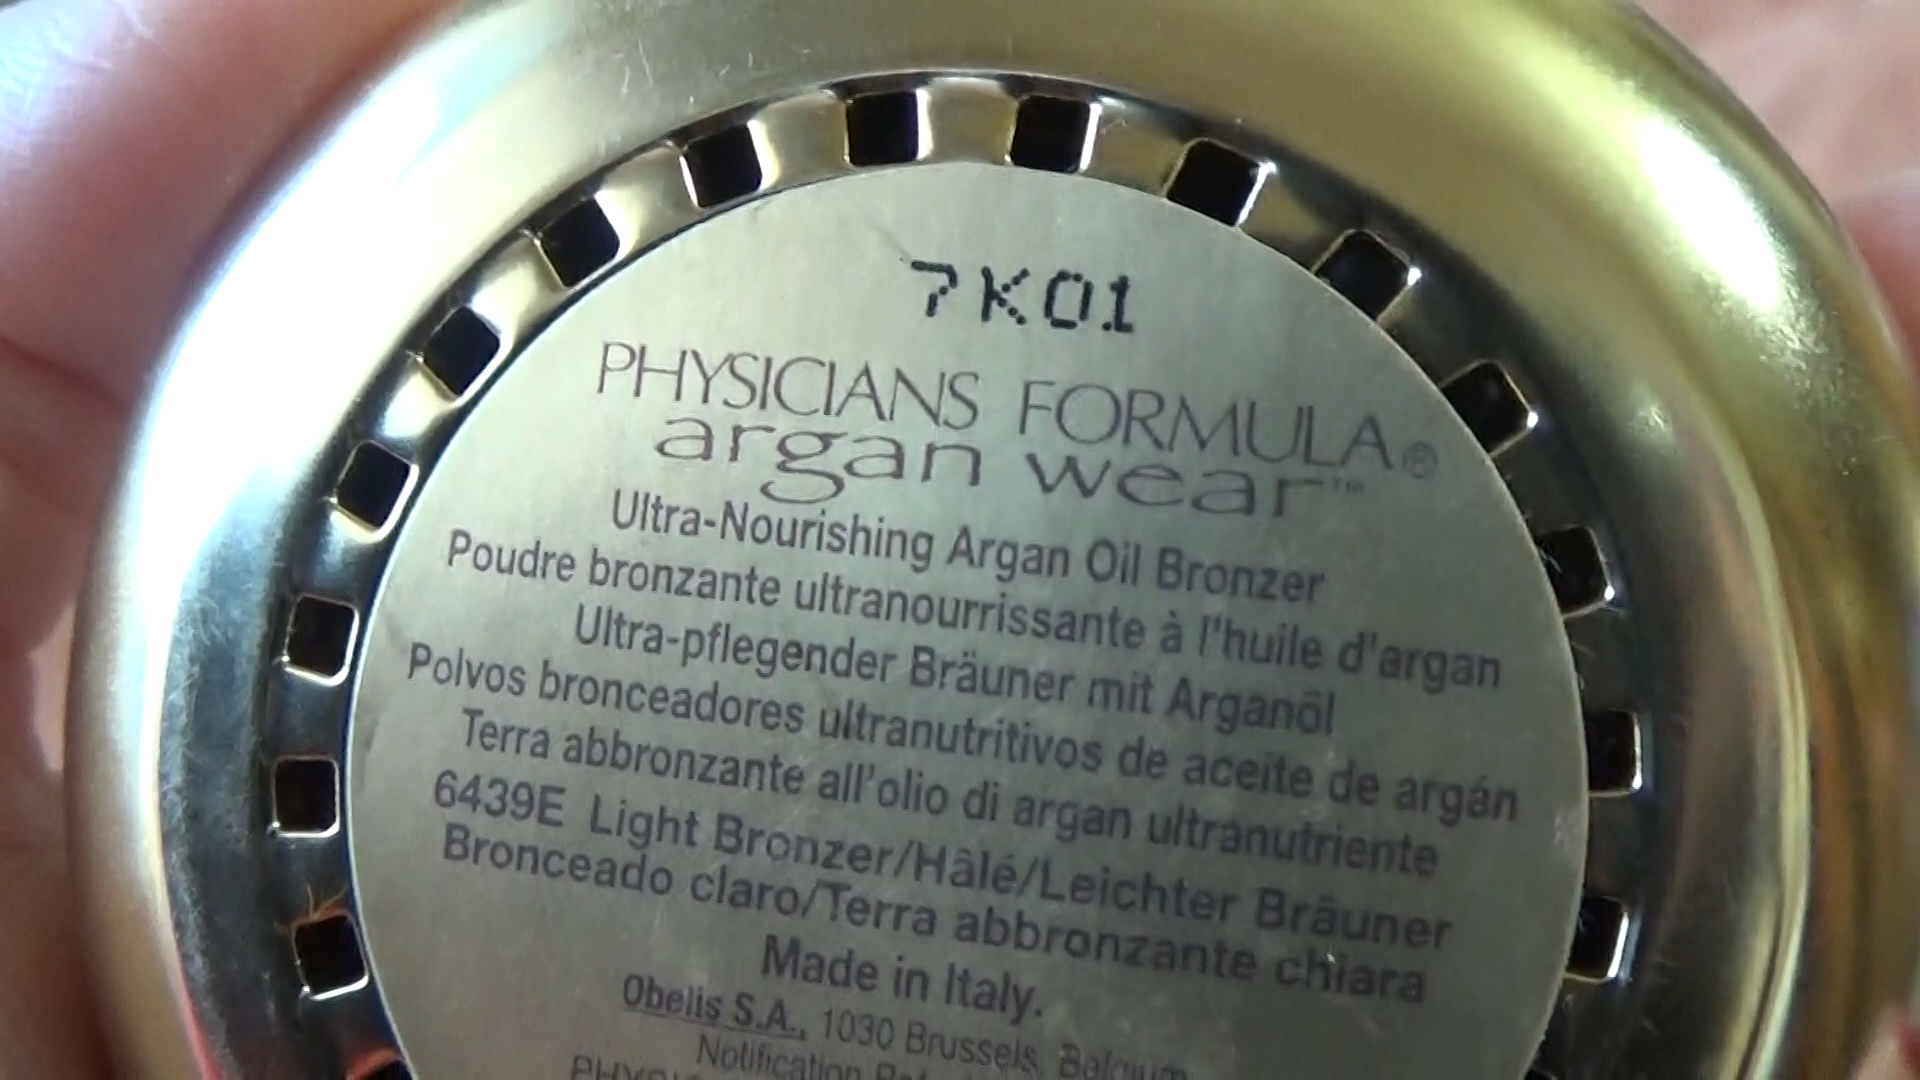 7K01
PHYSICIANS FORMULA®
argan wear™
Ultra-Nourishing Argan Oil Bronzer
Poudre bronzante ultranourrissante à l'huile d'argan
Ultra-pflegender Bräuner mit Arganöl
Polvos bronceadores ultranutritivos de aceite de argán
Terra abbronzante all'olio di argan ultranutriente
6439E Light Bronzer/Hâlé/Leichter Bräuner
Bronceado claro/Terra abbronzante chiara
Made in Italy.
Obelis S.A., 1030 Brussels, Belgium
Notification